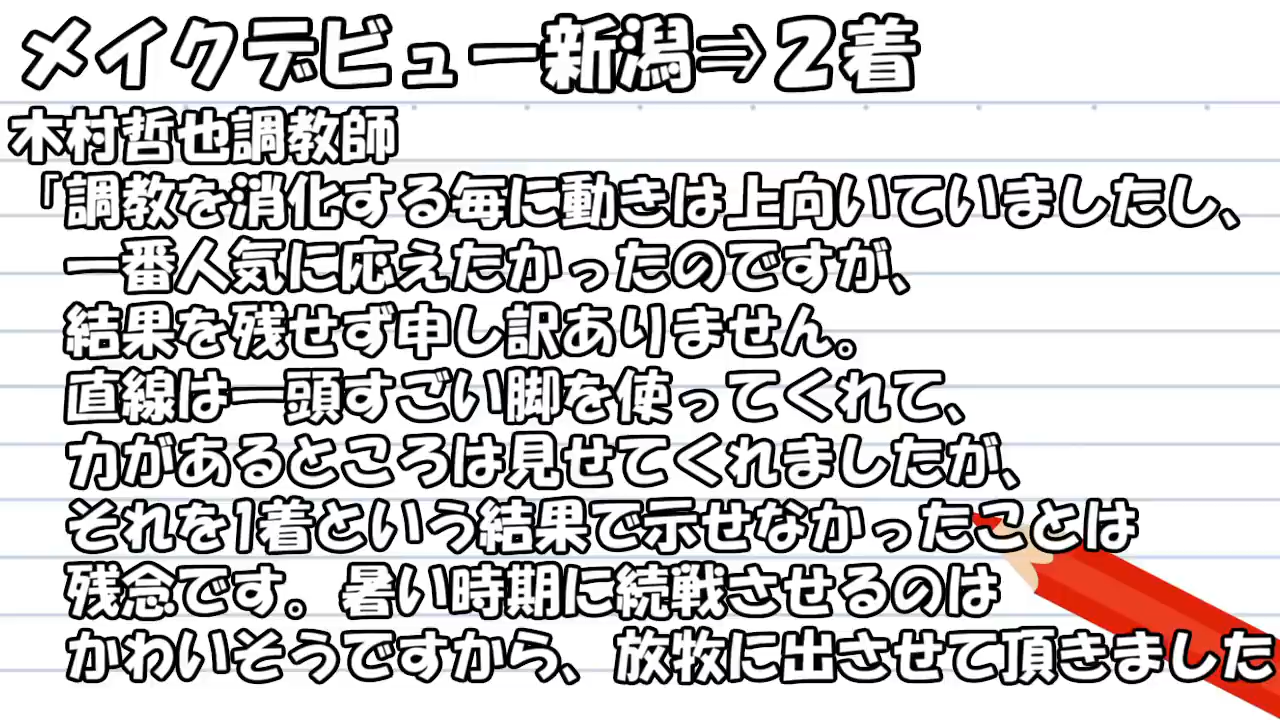 メイクデビュー新潟⇒2着
木村哲也調教師
「調教を消化する毎に動きは上向いていましたし、
一番人気に応えたかったのですが、
結果を残せず申し訳ありません。
直線は一頭すごい脚を使ってくれて、
力があるところは見せてくれましたが、
それを1着という結果で示せなかったことは
残念です。暑い時期に続戦させるのは
かわいそうですから、放牧に出させて頂きました